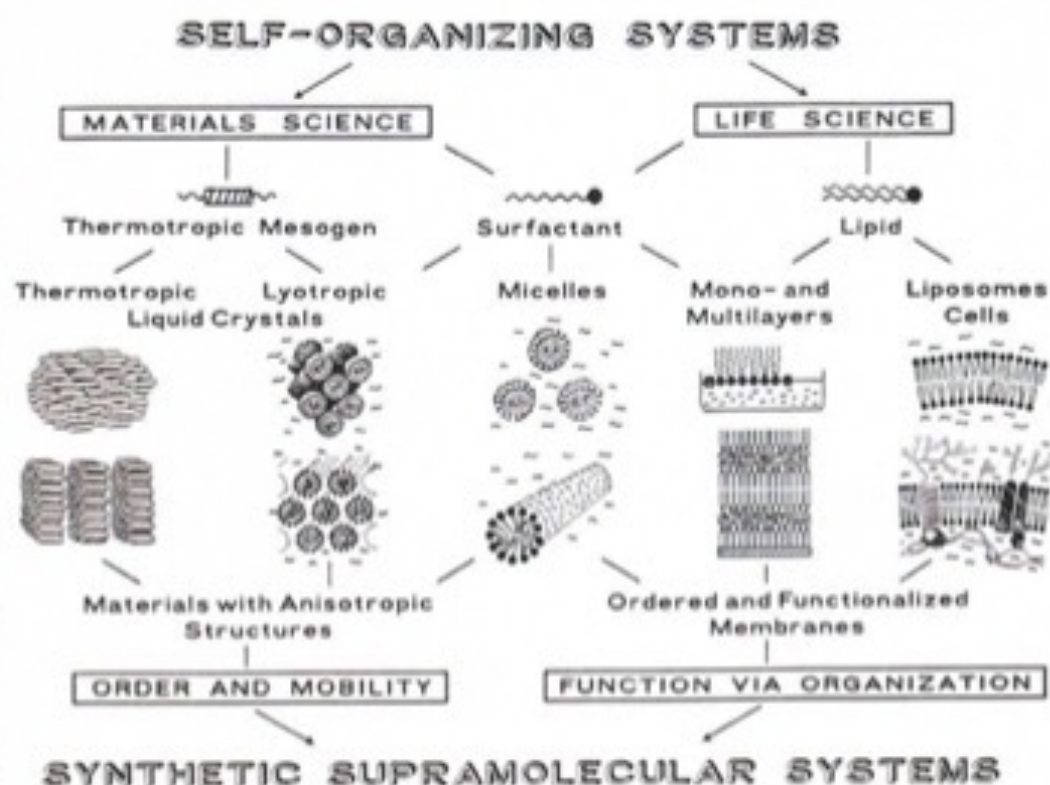 SELF-ORGANIZING SYSTEMS
MATERIALS SCIENCE
LIFE SCIENCE
Thermotropic Mesogen
Surfactant
Lipid
Thermotropic
Lyotropic
Liquid Crystals
Micelles
Mono- and
Multilayers
Liposomes
Cells
Materials with Anisotropic
Structures
Ordered and Functionalized
Membranes
ORDER AND MOBILITY
FUNCTION VIA ORGANIZATION
SYNTHETIC SUPRAMOLECULAR SYSTEMS